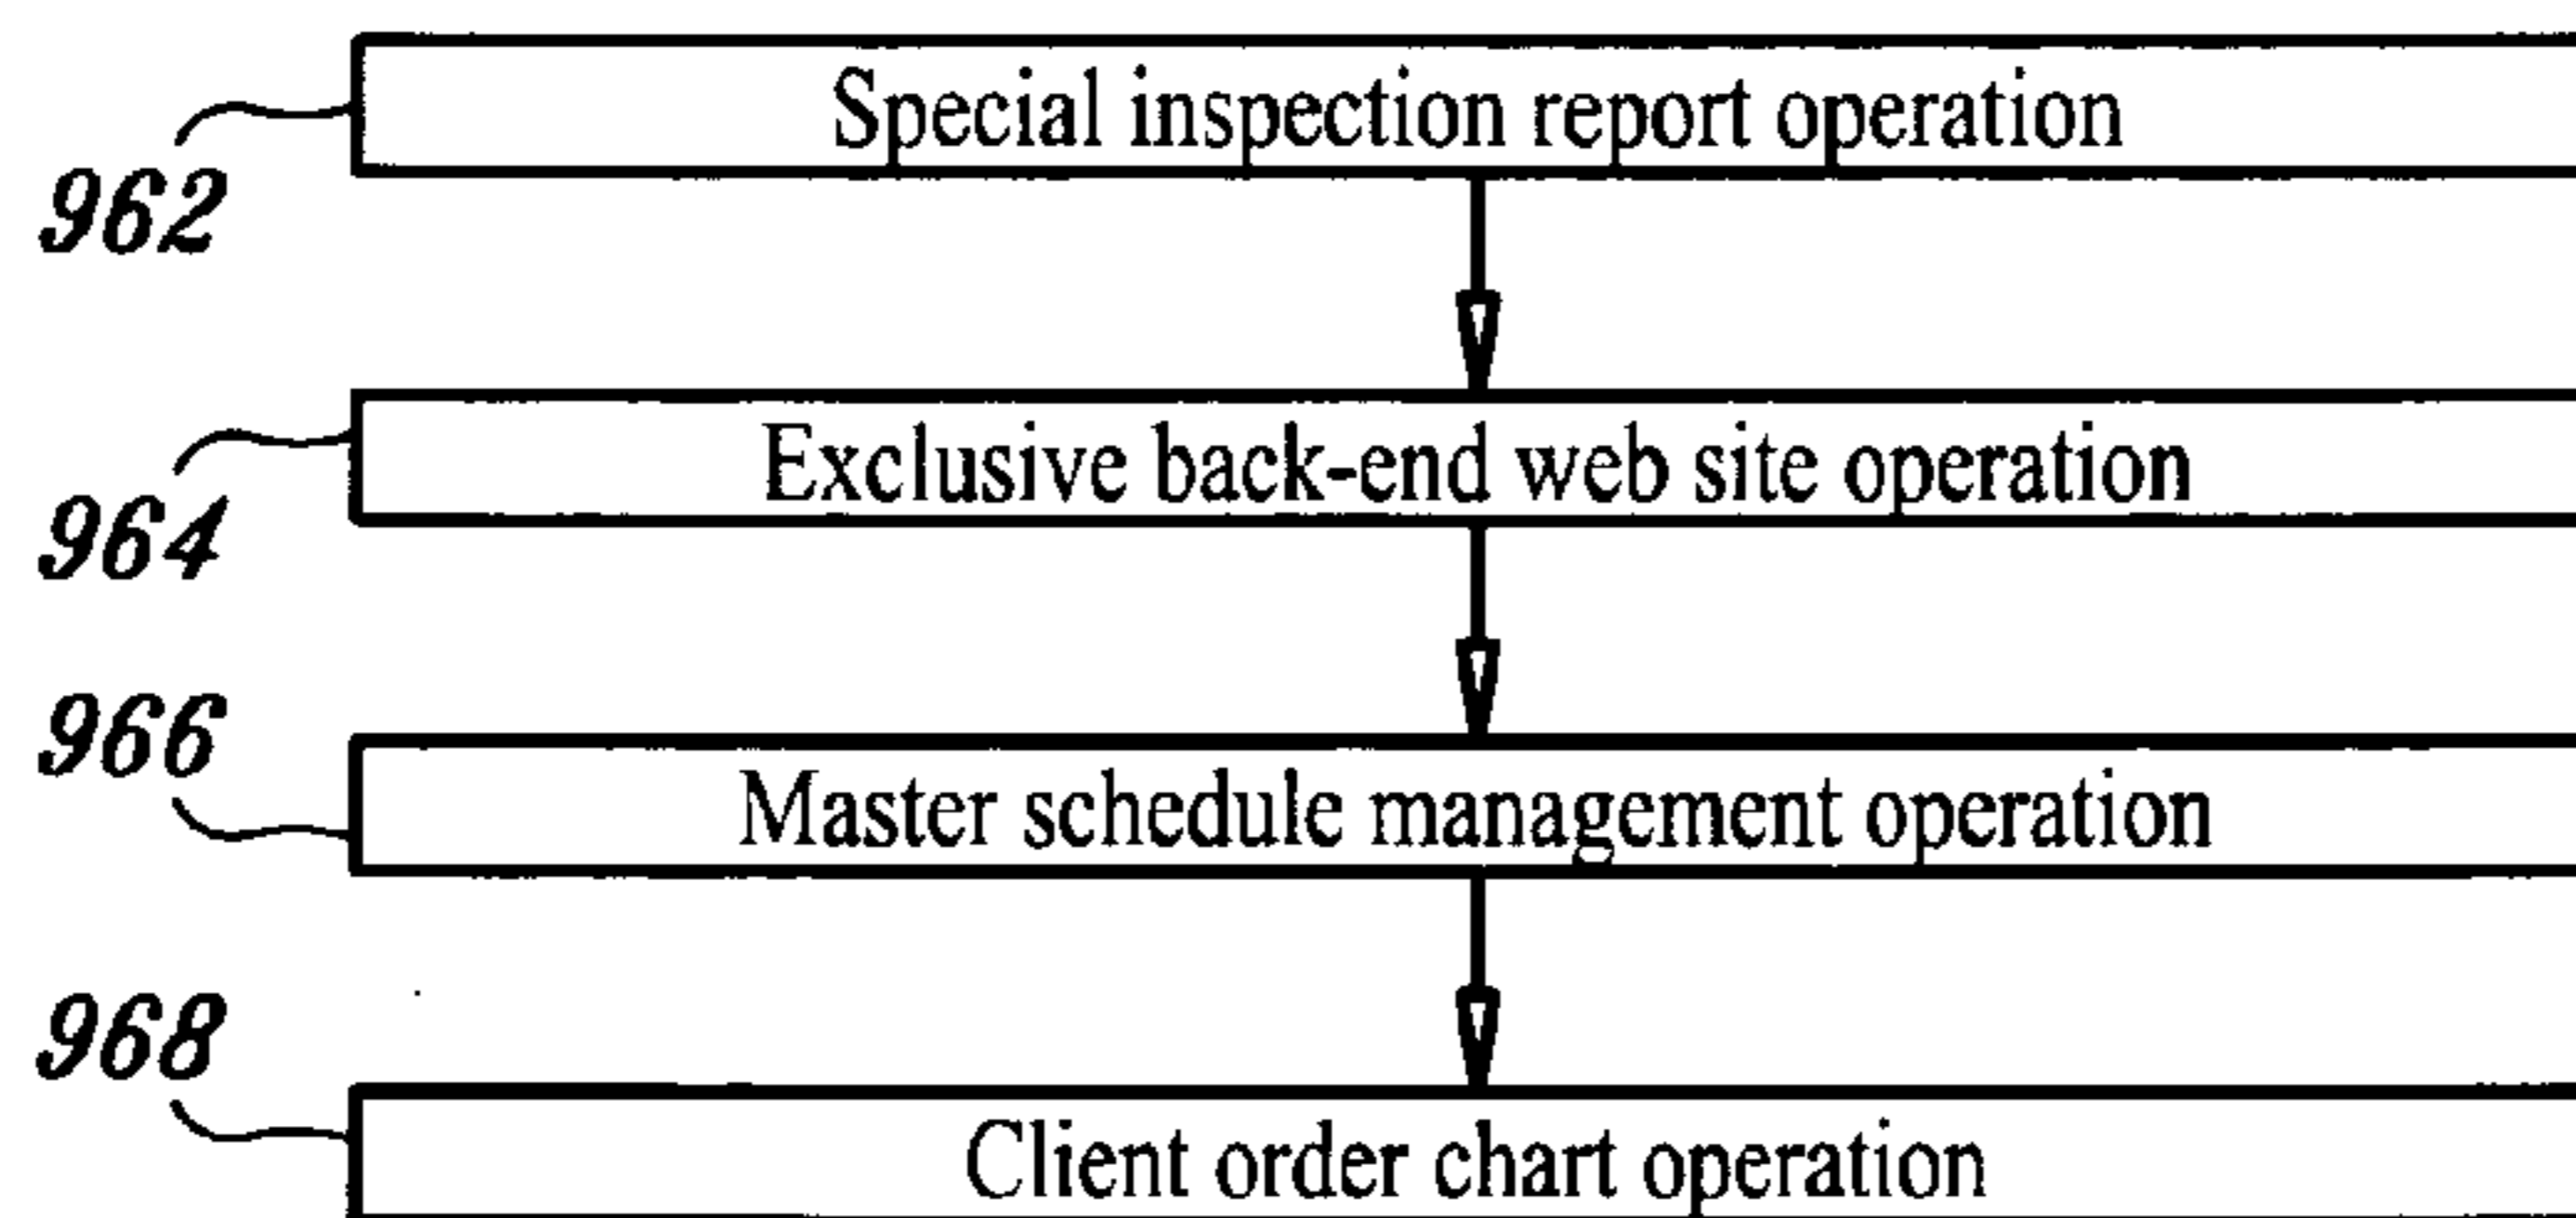 Special inspection report operation
962
Exclusive back-end web site operation
964
966
Master schedule management operation
968
Client order chart operation